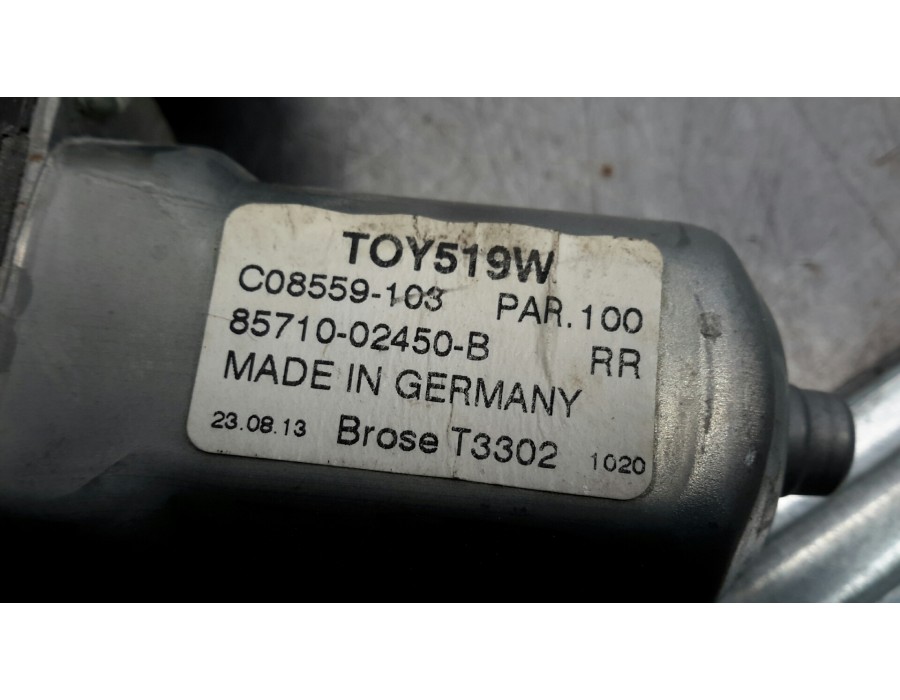 TOY519W
C08559-103 PAR.100
85710-02450-B RR
MADE IN GERMANY
23.08.13 Brose T3302 1020